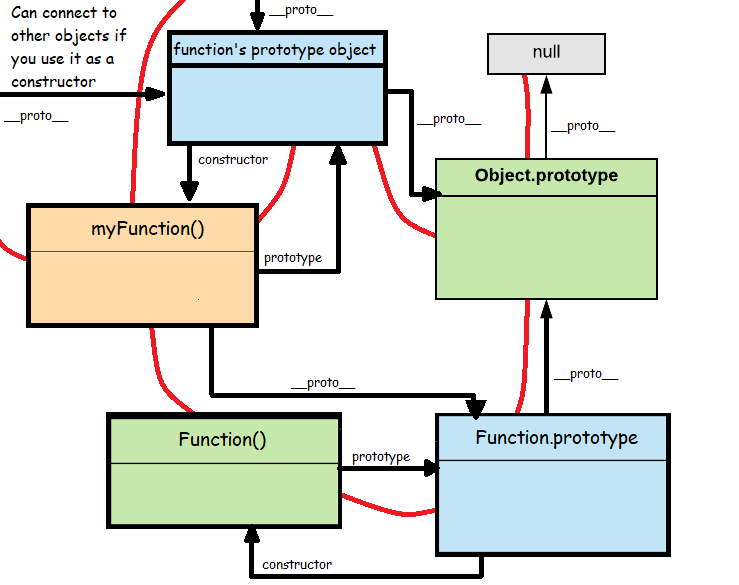 Can connect to
other objects if
you use it as a
constructor
__proto__
__proto__
function's prototype object
null
__proto__
__proto__
constructor
Object.prototype
myFunction()
prototype
__proto__
__proto__
Function()
prototype
Function.prototype
constructor